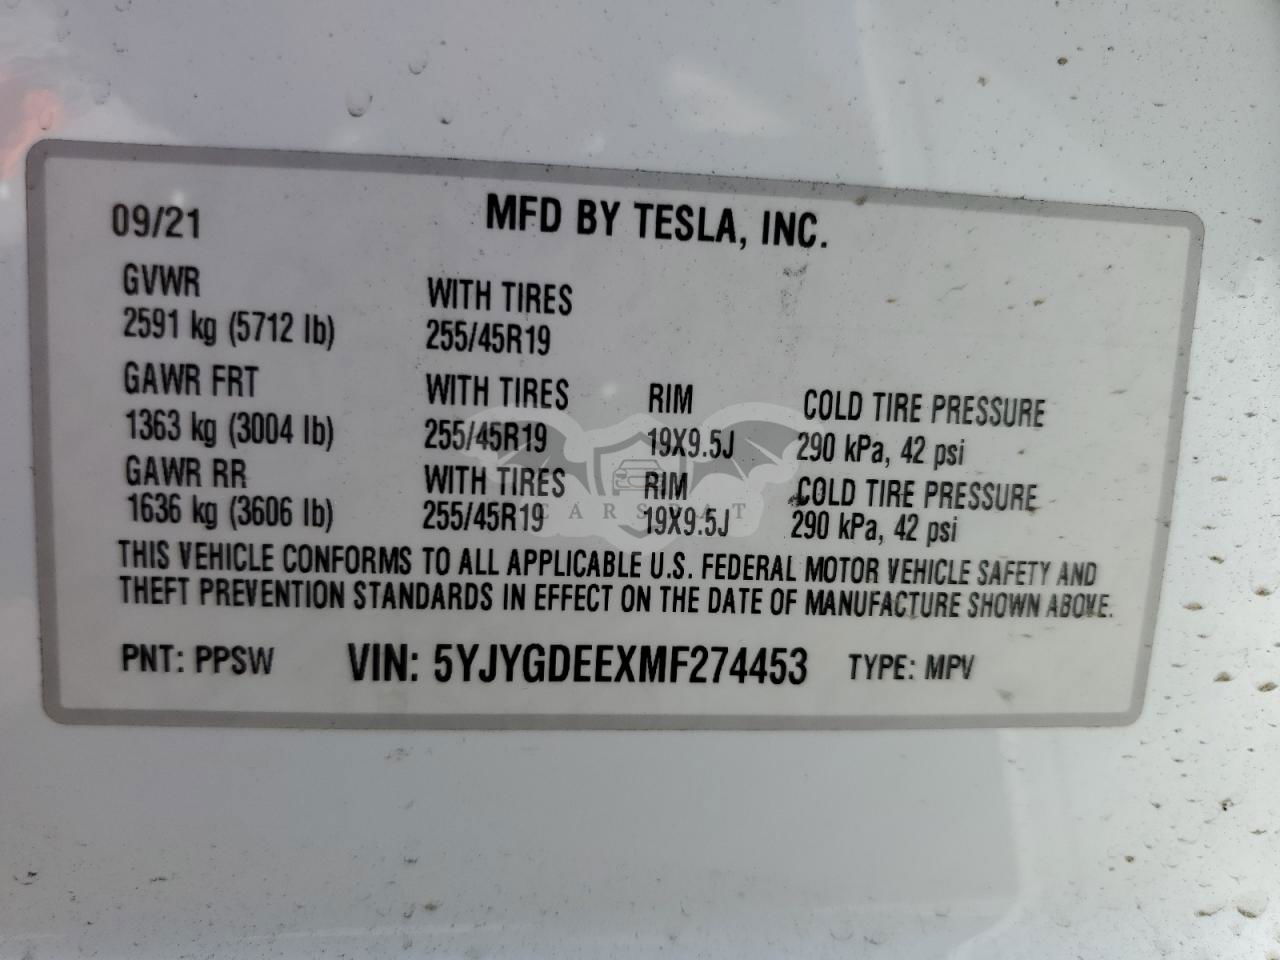 09/21
MFD BY TESLA, INC.
GVWR
2591 kg (5712 lb)
WITH TIRES
255/45R19
GAWR FRT
1363 kg (3004 lb)
WITH TIRES
255/45R19
RIM
19X9.5J
COLD TIRE PRESSURE
290 kPa, 42 psi
GAWR RR
1636 kg (3606 lb)
WITH TIRES
255/45R19
RIM
19X9.5J
COLD TIRE PRESSURE
290 kPa, 42 psi
THIS VEHICLE CONFORMS TO ALL APPLICABLE U.S. FEDERAL MOTOR VEHICLE SAFETY AND
THEFT PREVENTION STANDARDS IN EFFECT ON THE DATE OF MANUFACTURE SHOWN ABOVE.
PNT: PPSW
VIN: 5YJYGDEEXMF274453
TYPE: MPV